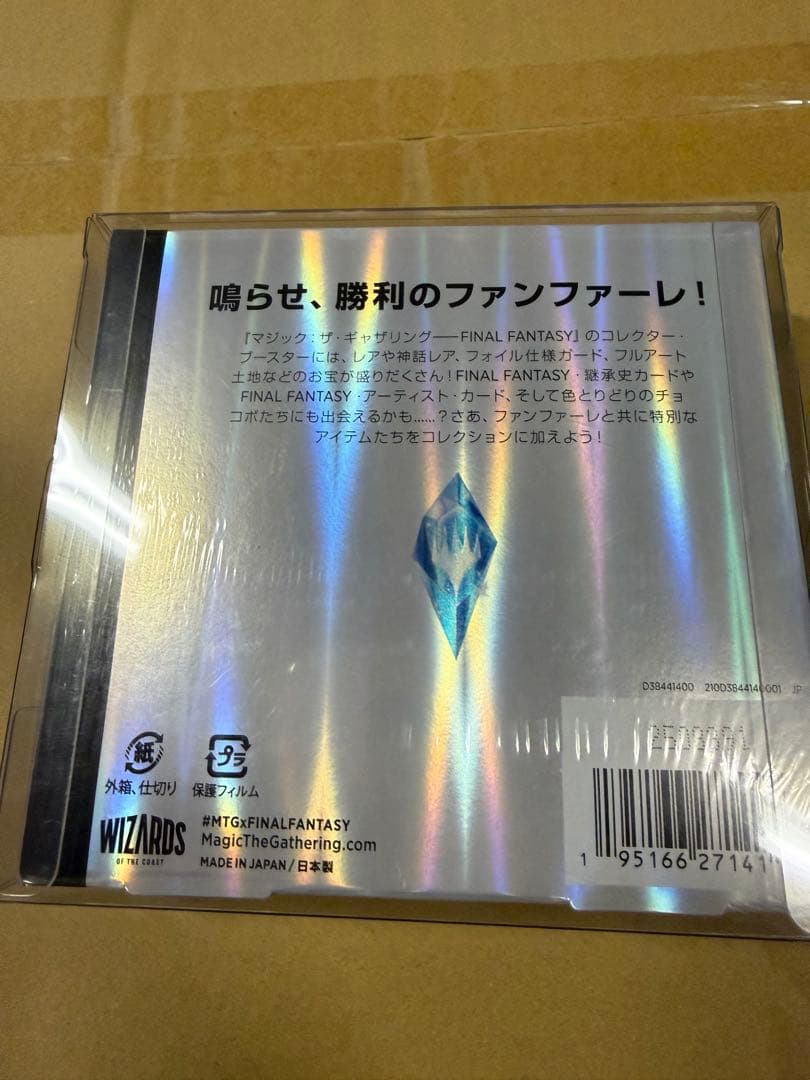 鳴らせ、勝利のファンファーレ！
『マジック：ザ・ギャザリング——FINAL FANTASY』のコレクター・
ブースターには、レアや神話レア、フォイル仕様カード、フルアート
土地などのお宝が盛りだくさん！FINAL FANTASY・継承史カードや
FINAL FANTASY・アーティスト・カード、そして色とりどりのチョ
コボたちにも出会えるかも……？さあ、ファンファーレと共に特別な
アイテムたちをコレクションに加えよう！
D38441400 210D3844140001 JP
紙
外箱、仕切り
プラ
保護フィルム
WIZARDS
OF THE COAST
#MTGxFINALFANTASY
MagicTheGathering.com
MADE IN JAPAN / 日本製
1 95166 27141